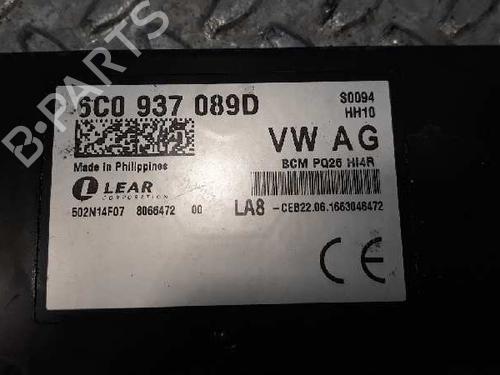 6C0 937 089D
S0094
HH10
VW AG
Made in Philippines
BCM PQ26 HI4R
LEAR
CORPORATION
502N14F07 8066472 00
LA8 -CEB22.06.1663046472
CE
B-PARTS